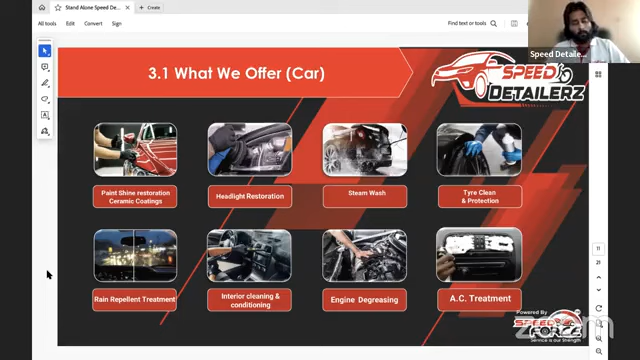 Stand Alone Speed De...
Create
All tools
Edit
Convert
Sign
Find text or tools
Speed Detaile
3.1 What We Offer (Car)
SPEED
DETAILERZ
Paint Shine restoration
Ceramic Coatings
Headlight Restoration
Steam Wash
Tyre Clean
& Protection
Rain Repellent Treatment
Interior cleaning &
conditioning
Engine Degreasing
A.C. Treatment
11
21
Powered By
SPEED
FORCE
Service is our Strength
zoom